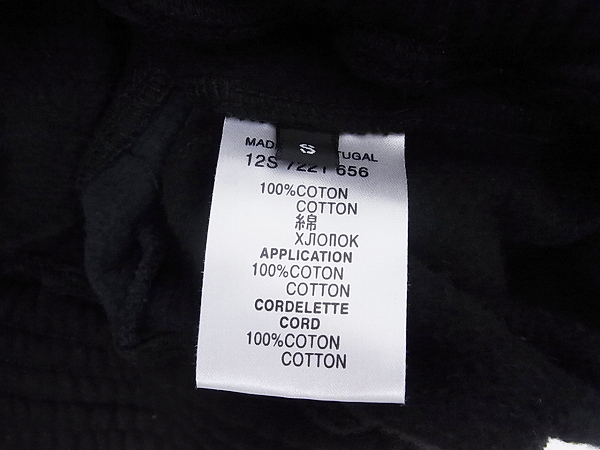 S
MAD TUGAL
12S 7221 656
100%COTON
COTTON
綿
ХЛОПОК
APPLICATION
100%COTON
COTTON
CORDELETTE
CORD
100%COTON
COTTON